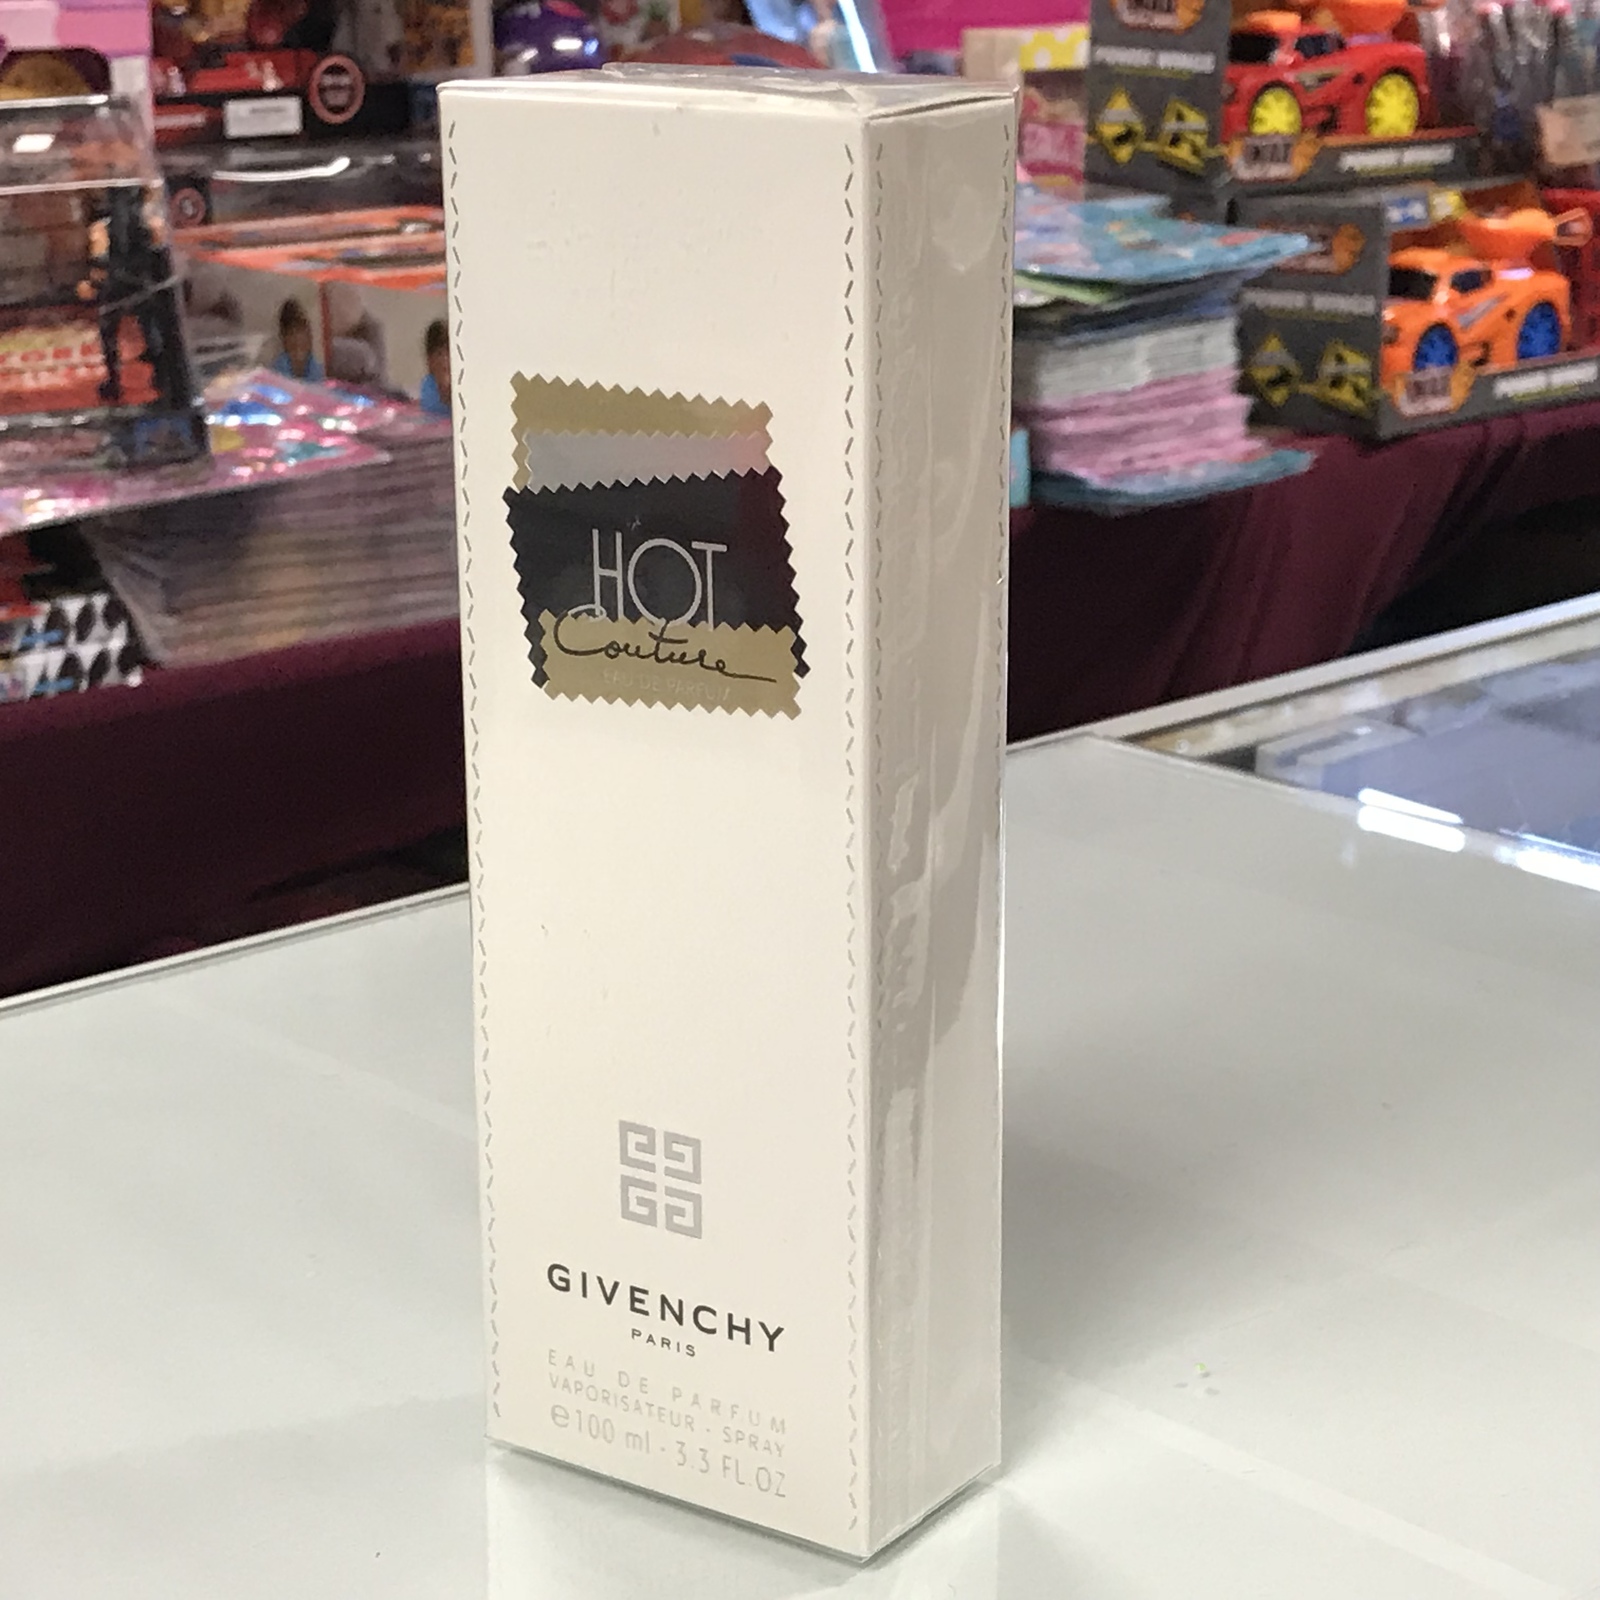 HOT
Couture
EAU DE PARFUM
GIVENCHY
PARIS
EAU DE PARFUM
VAPORISATEUR - SPRAY
℮100 ml - 3.3 FL.OZ